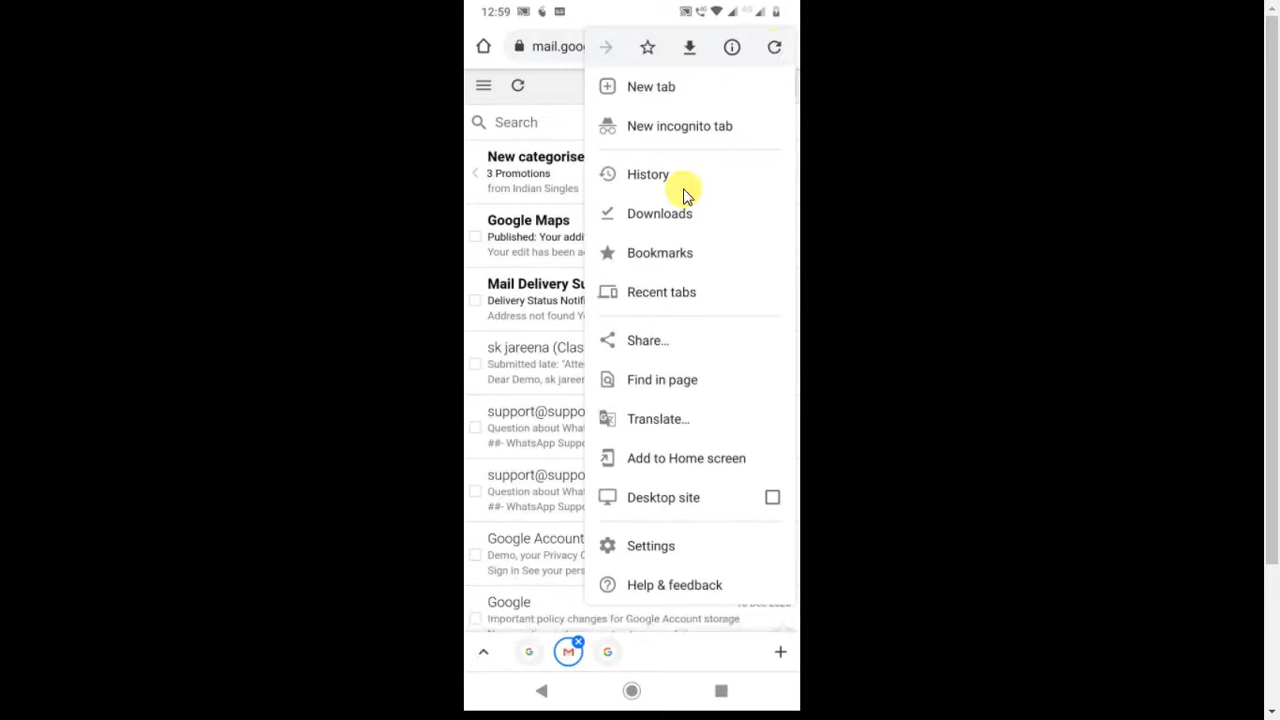 12:59
4G
mail.goo
New tab
New incognito tab
History
Downloads
Bookmarks
Recent tabs
Share...
Find in page
Translate...
Add to Home screen
Desktop site
Settings
Help & feedback
Search
New categorise
3 Promotions
from Indian Singles
Google Maps
Published: Your addi
Your edit has been a
Mail Delivery Su
Delivery Status Notifi
Address not found Y
sk jareena (Clas
Submitted late: "Atte
Dear Demo, sk jareen
support@suppo
Question about What
##- WhatsApp Suppo
support@suppo
Question about What
##- WhatsApp Suppo
Google Account
Demo, your Privacy C
Sign in See your pers
Google
Important policy changes for Google Account storage